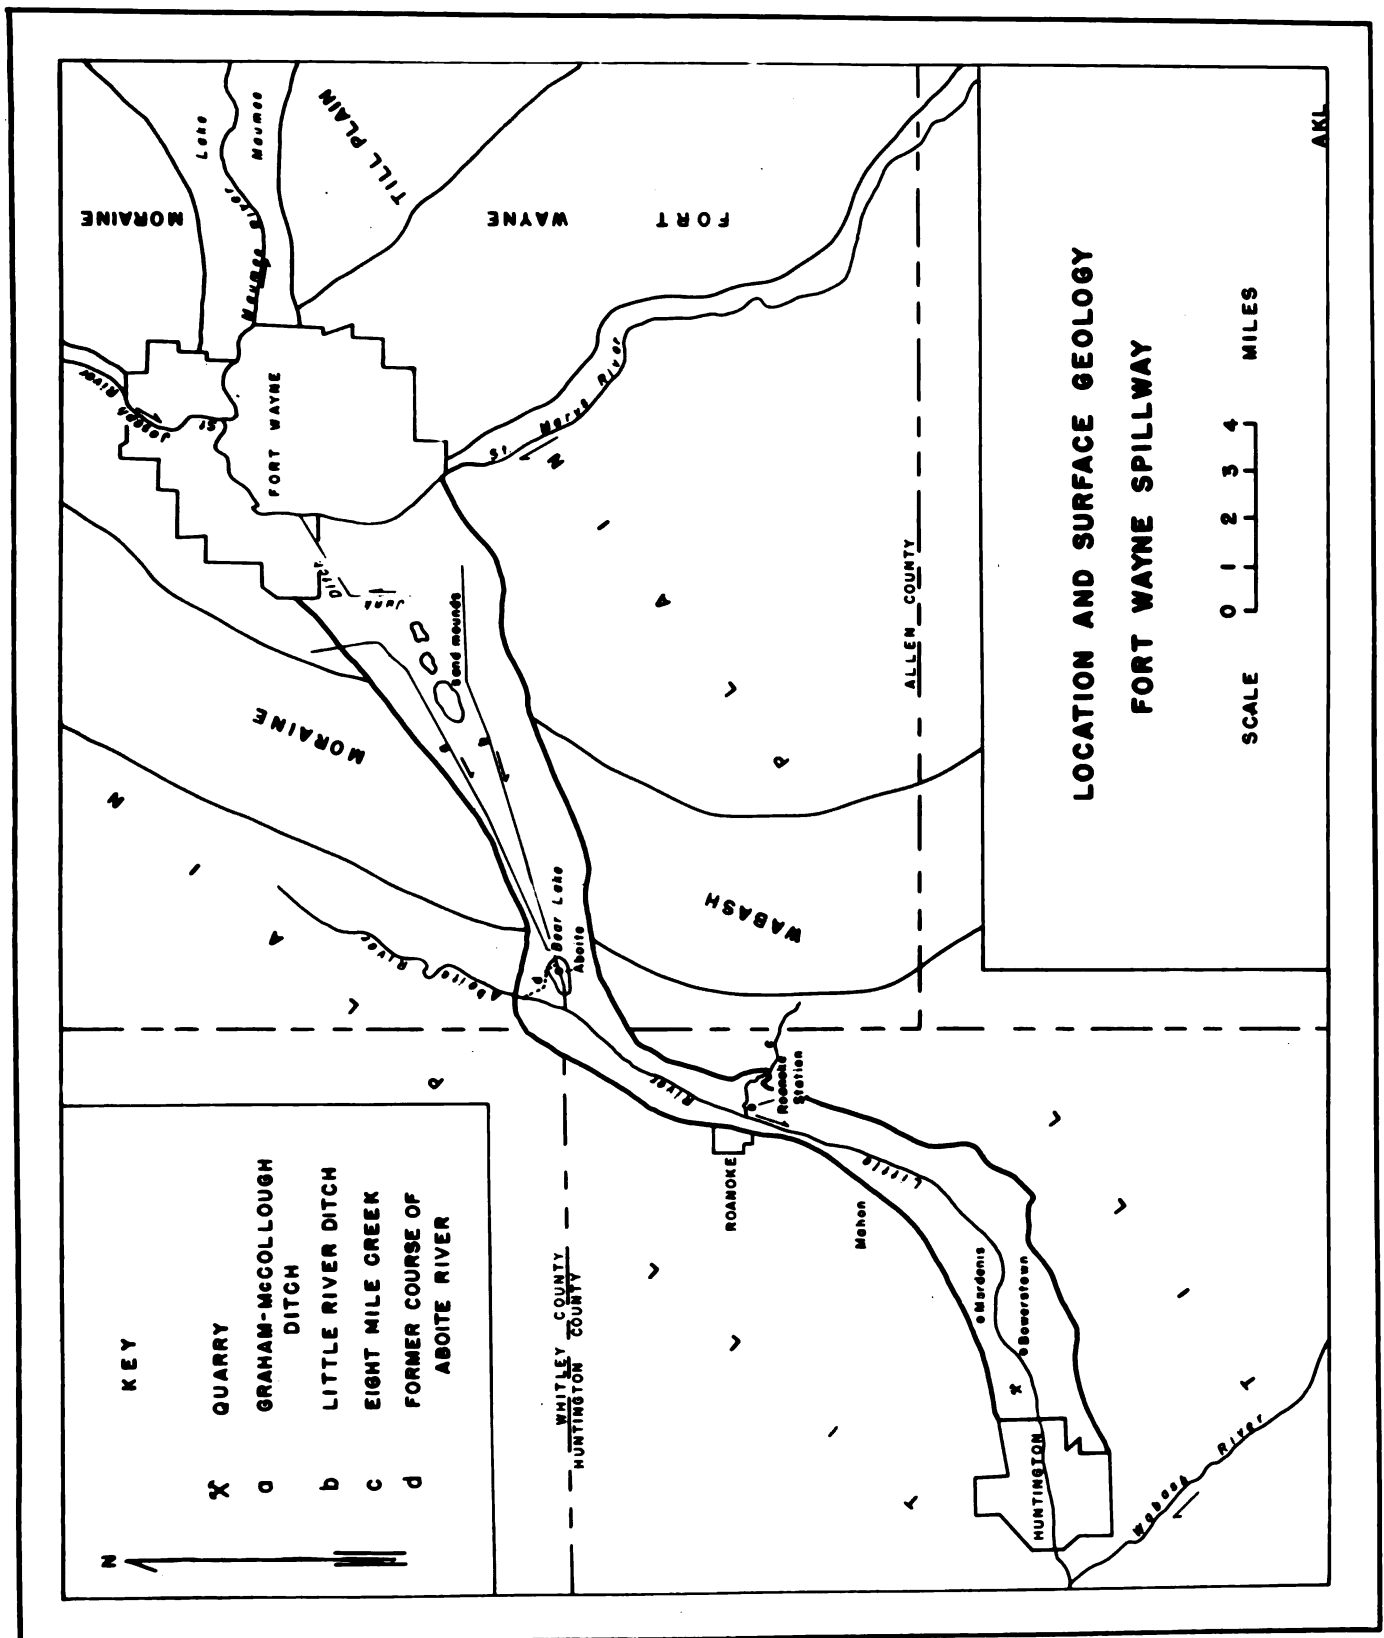 LOCATION AND SURFACE GEOLOGY
FORT WAYNE SPILLWAY
SCALE 0 1 2 3 4 MILES
AKL
KEY
QUARRY
a GRAHAM-McCOLLOUGH
DITCH
b LITTLE RIVER DITCH
c EIGHT MILE CREEK
d FORMER COURSE OF
ABOITE RIVER
N
MORAINE
Lake
Maumee
Maumee River
TILL PLAIN
FORT WAYNE
St. Joseph River
FORT WAYNE
St. Marys River
Junk Ditch
Sand mounds
a
B
MORAINE
WABASH
TILL PLAIN
TILL PLAIN
Aboite River
d
Bear Lake
Aboite
ALLEN COUNTY
WHITLEY COUNTY
HUNTINGTON COUNTY
c
Roanoke
Station
ROANOKE
Little River
Mahon
Mardenis
Bowerstown
HUNTINGTON
Wabash River